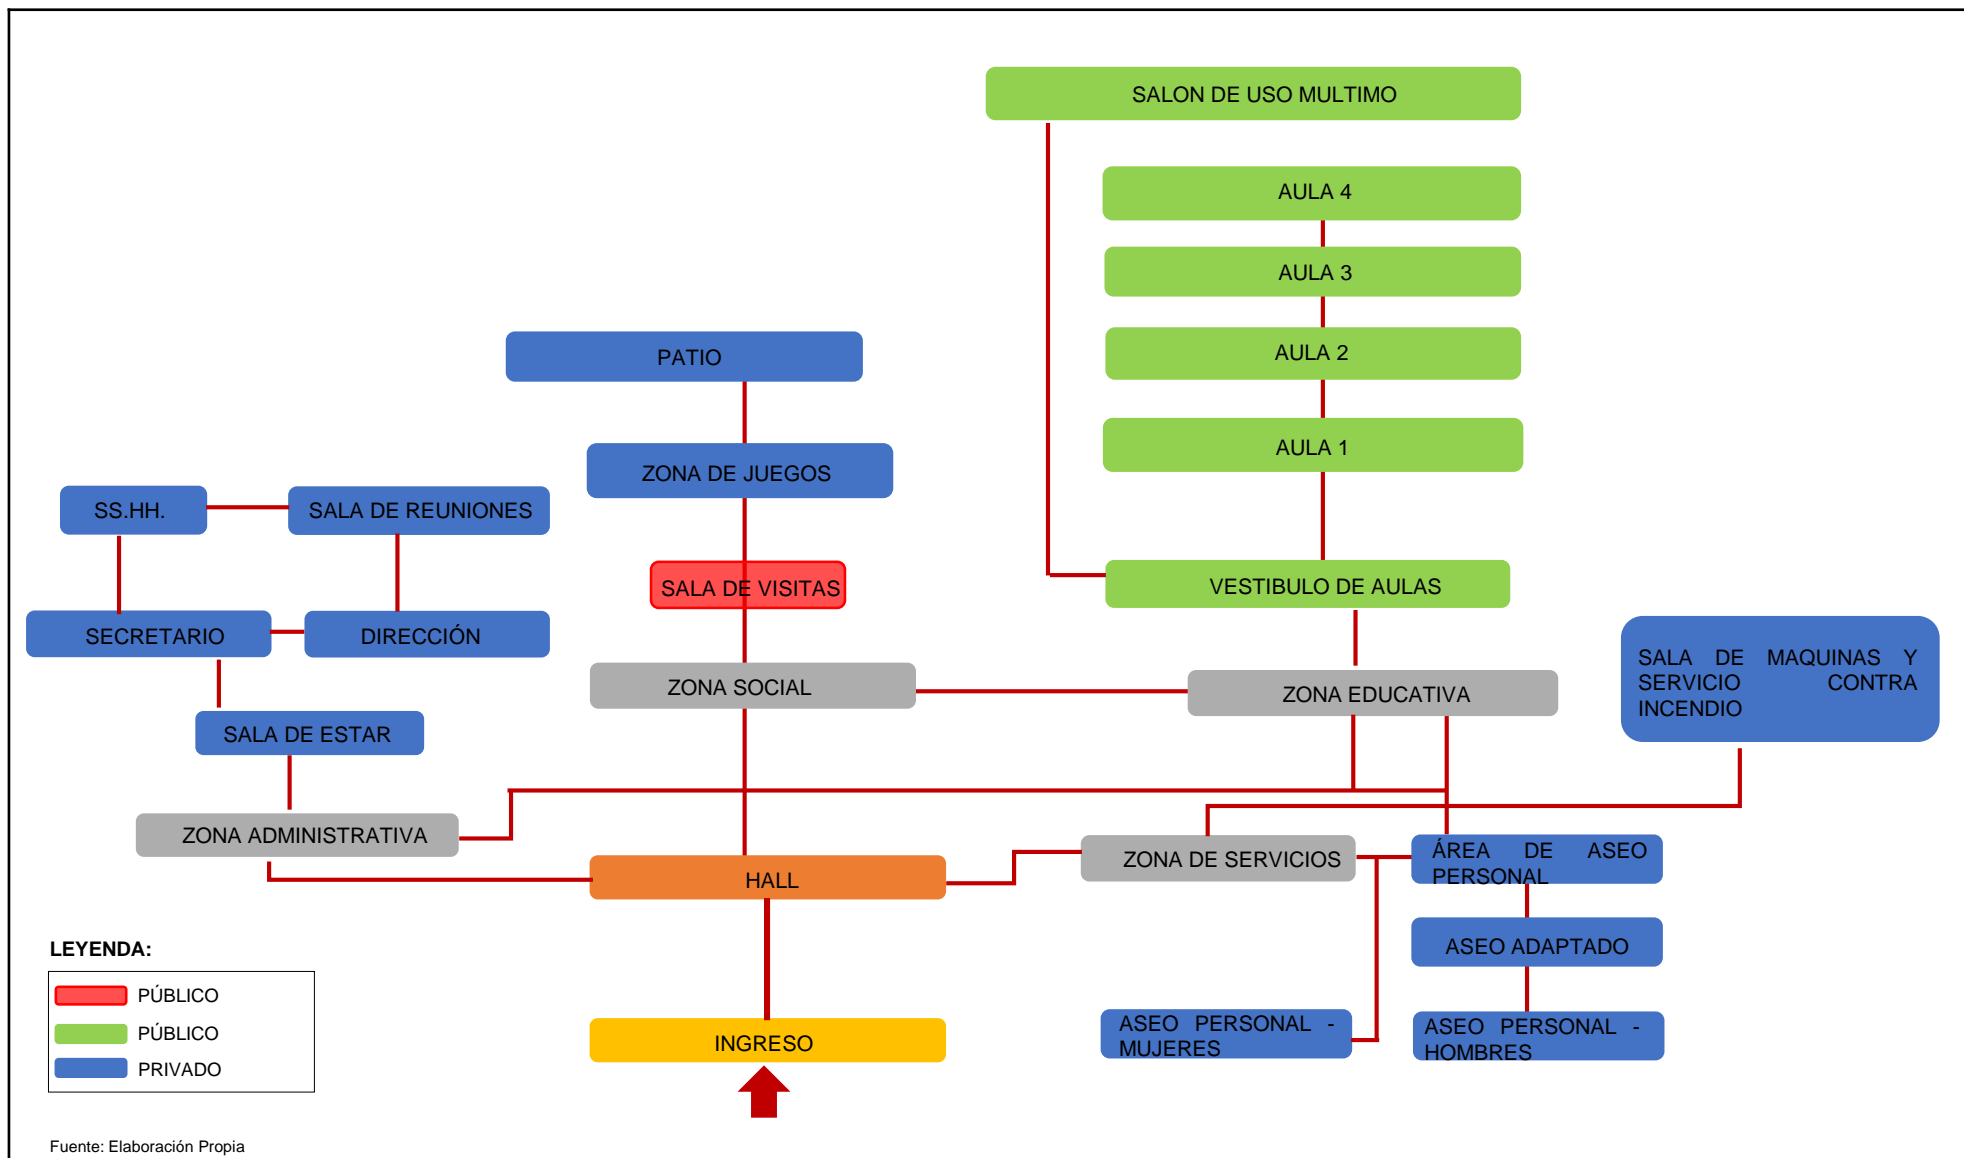 SALON DE USO MULTIMO
AULA 4
AULA 3
AULA 2
PATIO
AULA 1
ZONA DE JUEGOS
SS.HH.
SALA DE REUNIONES
SALA DE VISITAS
VESTIBULO DE AULAS
SECRETARIO
DIRECCIÓN
SALA DE MAQUINAS Y
SERVICIO CONTRA
INCENDIO
ZONA SOCIAL
ZONA EDUCATIVA
SALA DE ESTAR
ZONA ADMINISTRATIVA
ZONA DE SERVICIOS
ÁREA DE ASEO
PERSONAL
HALL
ASEO ADAPTADO
LEYENDA:
PÚBLICO
PÚBLICO
PRIVADO
INGRESO
ASEO PERSONAL -
MUJERES
ASEO PERSONAL -
HOMBRES
Fuente: Elaboración Propia